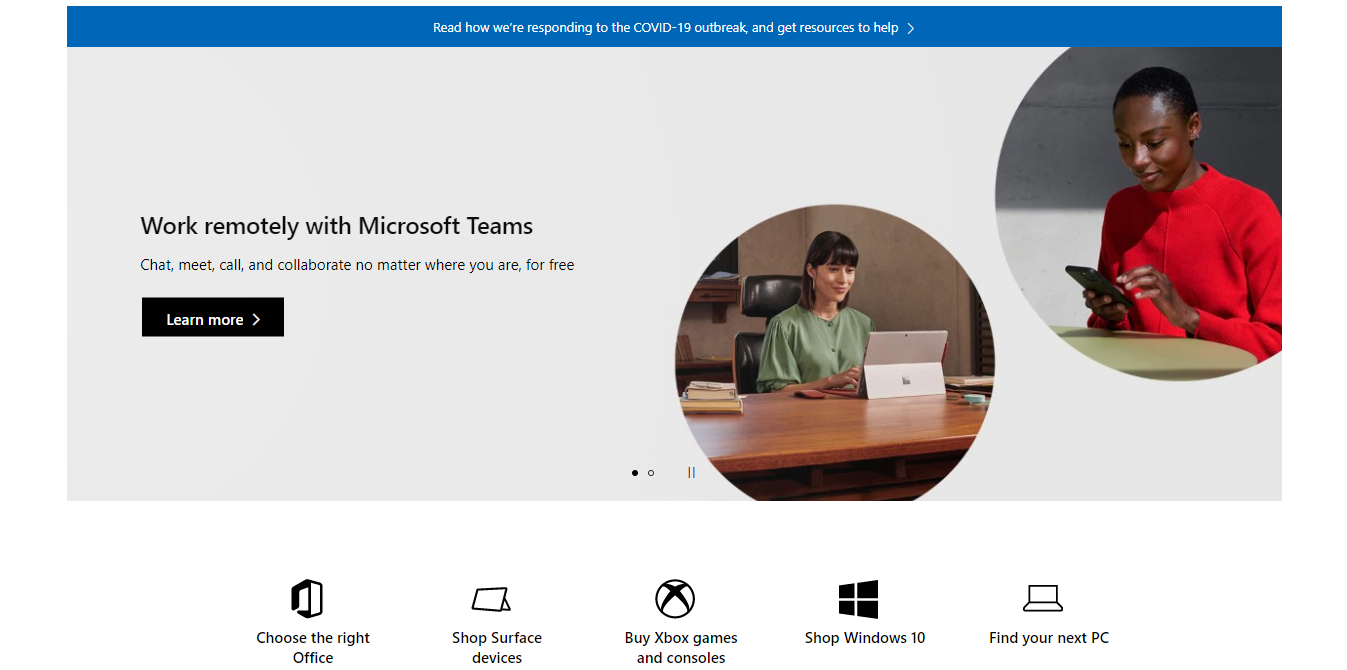 Read how we're responding to the COVID-19 outbreak, and get resources to help
Work remotely with Microsoft Teams
Chat, meet, call, and collaborate no matter where you are, for free
Learn more
Choose the right
Office
Shop Surface
devices
Buy Xbox games
and consoles
Shop Windows 10
Find your next PC